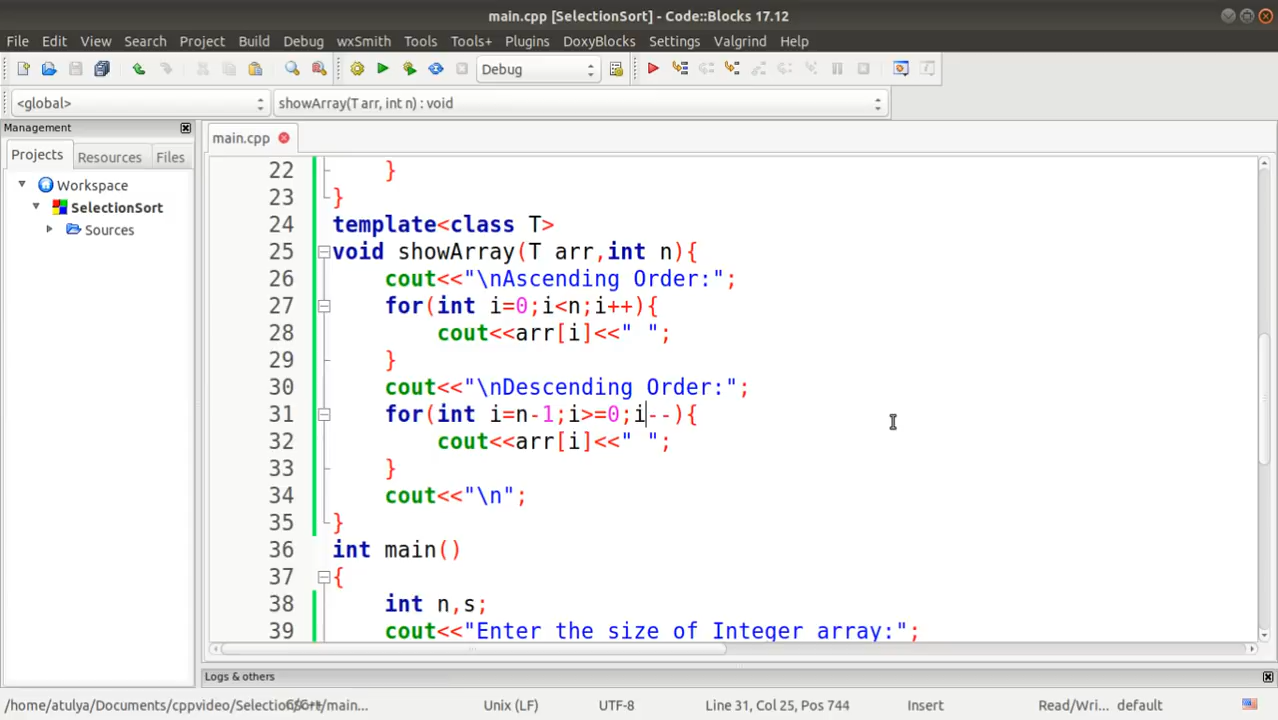 main.cpp [SelectionSort] - Code::Blocks 17.12
File Edit View Search Project Build Debug wxSmith Tools Tools+ Plugins DoxyBlocks Settings Valgrind Help
Debug
<global> showArray(T arr, int n) : void
Management
main.cpp
Projects Resources Files
Workspace
SelectionSort
Sources
22 }
23 }
24 template<class T>
25 void showArray(T arr,int n){
26 cout<<"\nAscending Order:";
27 for(int i=0;i<n;i++){
28 cout<<arr[i]<<" ";
29 }
30 cout<<"\nDescending Order:";
31 for(int i=n-1;i>=0;i--){
32 cout<<arr[i]<<" ";
33 }
34 cout<<"\n";
35 }
36 int main()
37 {
38 int n,s;
39 cout<<"Enter the size of Integer array:";
Logs & others
Unix (LF) UTF-8 Line 31, Col 25, Pos 744 Insert Read/Wri... default